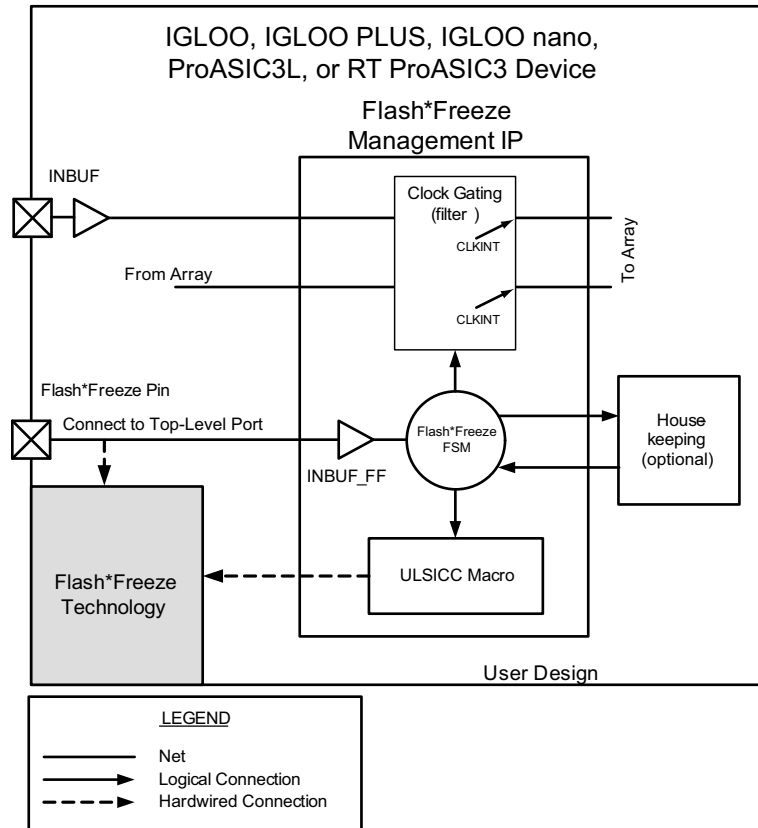 IGLOO, IGLOO PLUS, IGLOO nano,
ProASIC3L, or RT ProASIC3 Device
Flash*Freeze
Management IP
INBUF
Clock Gating
(filter )
CLKINT
To Array
From Array
CLKINT
Flash*Freeze Pin
Connect to Top-Level Port
INBUF_FF
Flash*Freeze
FSM
House
keeping
(optional)
ULSICC Macro
Flash*Freeze
Technology
User Design
LEGEND
Net
Logical Connection
Hardwired Connection